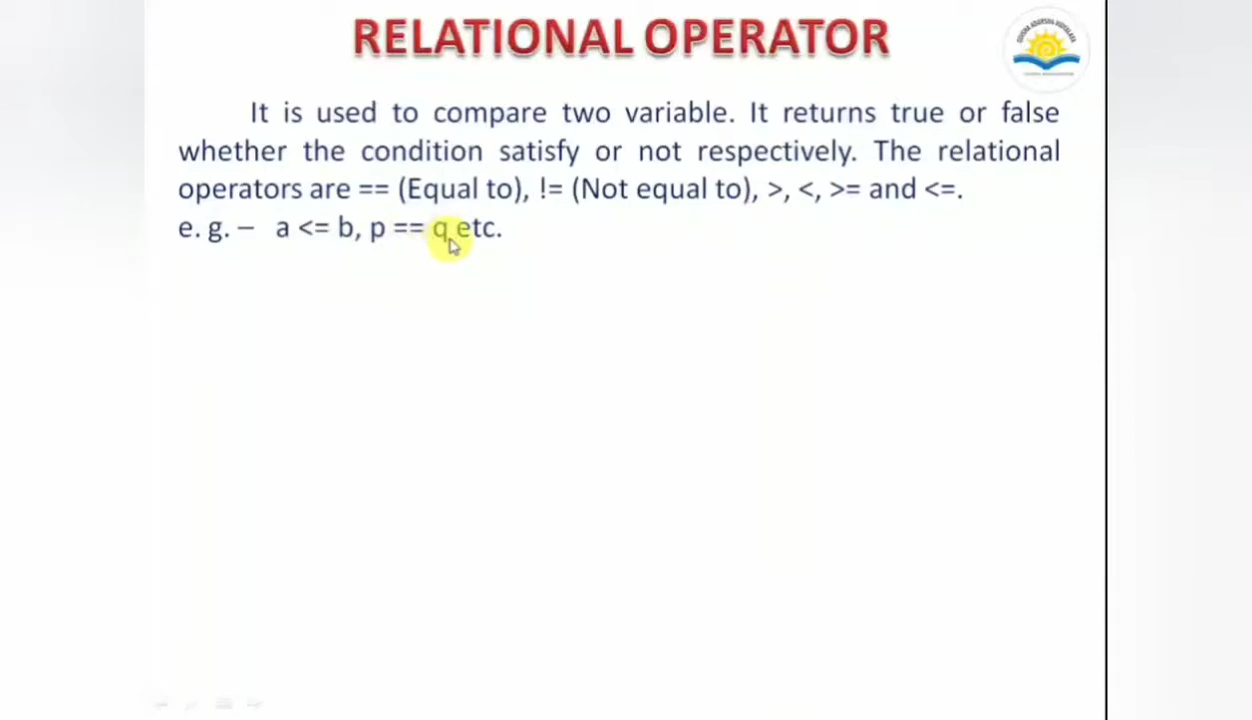 RELATIONAL OPERATOR
It is used to compare two variable. It returns true or false
whether the condition satisfy or not respectively. The relational
operators are == (Equal to), != (Not equal to), >, <, >= and <=.
e. g. – a <= b, p == q etc.